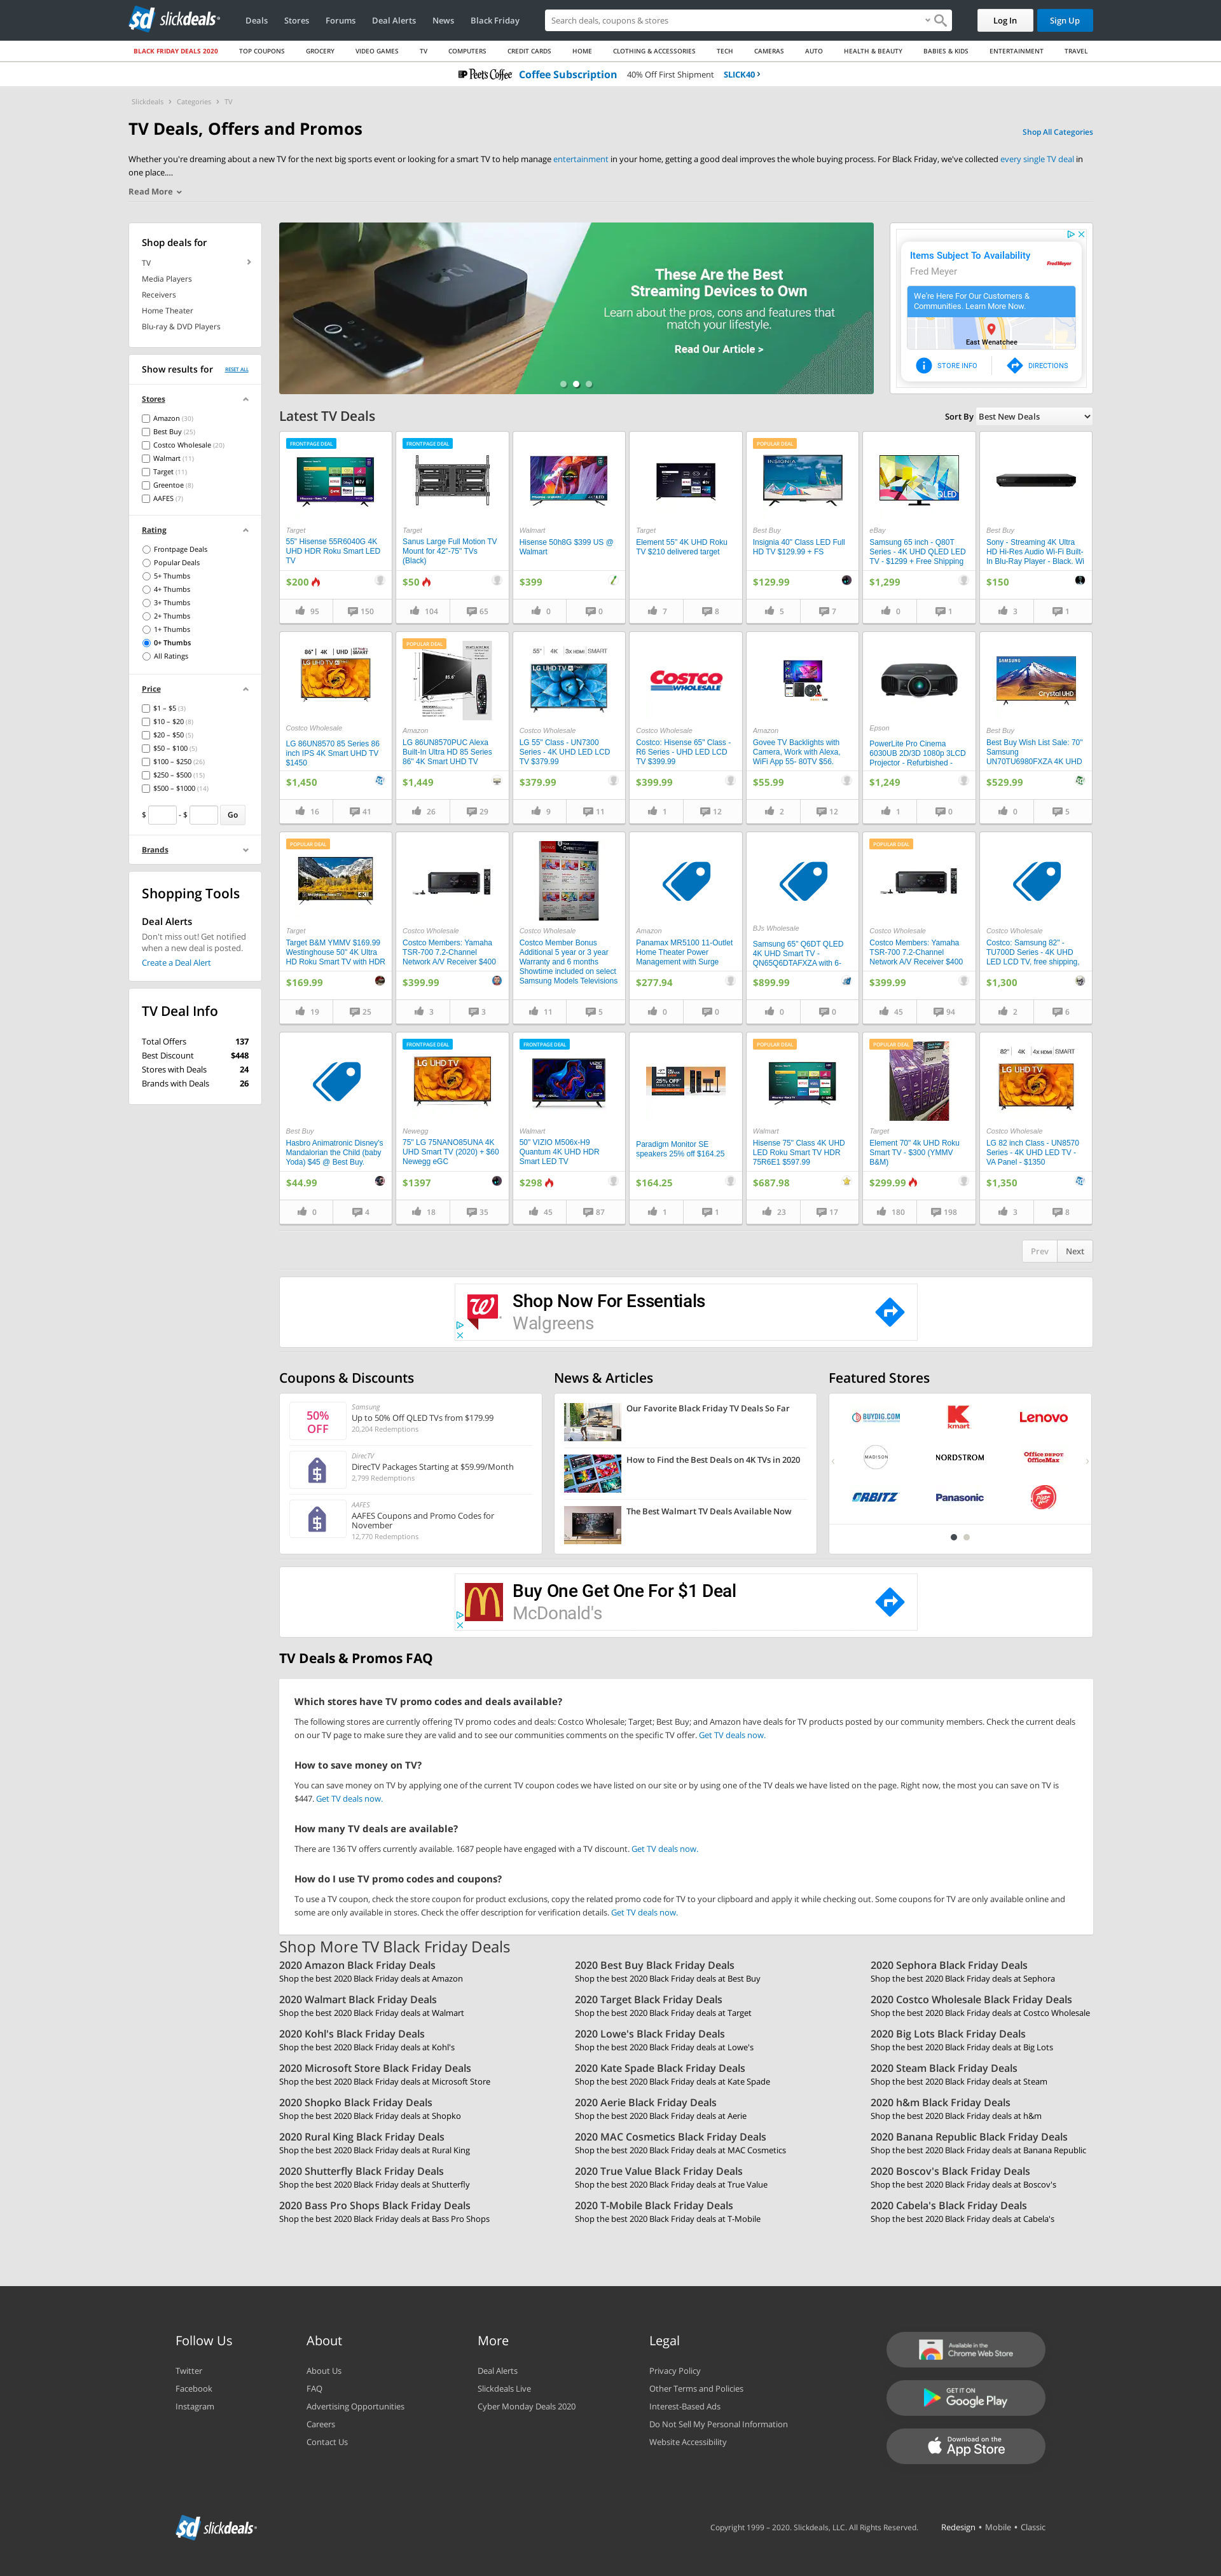 slickdeals
Deals
Stores
Forums
Deal Alerts
News
Black Friday
Search deals, coupons & stores
Log In
Sign Up
BLACK FRIDAY DEALS 2020
TOP COUPONS
GROCERY
VIDEO GAMES
TV
COMPUTERS
CREDIT CARDS
HOME
CLOTHING & ACCESSORIES
TECH
CAMERAS
AUTO
HEALTH & BEAUTY
BABIES & KIDS
ENTERTAINMENT
TRAVEL
Peet's Coffee Coffee Subscription 40% Off First Shipment SLICK40
Slickdeals > Categories > TV
TV Deals, Offers and Promos
Shop All Categories
Whether you're dreaming about a new TV for the next big sports event or looking for a smart TV to help manage entertainment in your home, getting a good deal improves the whole buying process. For Black Friday, we've collected every single TV deal in
one place....
Read More
Shop deals for
TV
Media Players
Receivers
Home Theater
Blu-ray & DVD Players
Show results for RESET ALL
Stores
Amazon (30)
Best Buy (25)
Costco Wholesale (20)
Walmart (11)
Target (11)
Greentoe (8)
AAFES (7)
Rating
Frontpage Deals
Popular Deals
5+ Thumbs
4+ Thumbs
3+ Thumbs
2+ Thumbs
1+ Thumbs
0+ Thumbs
All Ratings
Price
$1 – $5 (3)
$10 – $20 (8)
$20 – $50 (5)
$50 – $100 (5)
$100 – $250 (26)
$250 – $500 (15)
$500 – $1000 (14)
$ - $ Go
Brands
Shopping Tools
Deal Alerts
Don't miss out! Get notified
when a new deal is posted.
Create a Deal Alert
TV Deal Info
Total Offers 137
Best Discount $448
Stores with Deals 24
Brands with Deals 26
These Are the Best
Streaming Devices to Own
Learn about the pros, cons and features that
match your lifestyle.
Read Our Article >
Items Subject To Availability
Fred Meyer
We're Here For Our Customers &
Communities. Learn More Now.
East Wenatchee
STORE INFO
DIRECTIONS
Latest TV Deals
Sort By Best New Deals
FRONTPAGE DEAL
Target
55" Hisense 55R6040G 4K
UHD HDR Roku Smart LED
TV
$200
95 150
FRONTPAGE DEAL
Target
Sanus Large Full Motion TV
Mount for 42"-75" TVs
(Black)
$50
104 65
Walmart
Hisense 50h8G $399 US @
Walmart
$399
0 0
Target
Element 55" 4K UHD Roku
TV $210 delivered target
7 8
POPULAR DEAL
Best Buy
Insignia 40" Class LED Full
HD TV $129.99 + FS
$129.99
5 7
QLED
eBay
Samsung 65 inch - Q80T
Series - 4K UHD QLED LED
TV - $1299 + Free Shipping
$1,299
0 1
Best Buy
Sony - Streaming 4K Ultra
HD Hi-Res Audio Wi-Fi Built-
In Blu-Ray Player - Black. Wi
$150
3 1
86" 4K UHD SMART
LG UHD TV
Costco Wholesale
LG 86UN8570 85 Series 86
inch IPS 4K Smart UHD TV
$1450
$1,450
16 41
POPULAR DEAL
85.6"
Amazon
LG 86UN8570PUC Alexa
Built-In Ultra HD 85 Series
86" 4K Smart UHD TV
$1,449
26 29
55" 4K 3x HDMI SMART
LG UHD TV
Costco Wholesale
LG 55" Class - UN7300
Series - 4K UHD LED LCD
TV $379.99
$379.99
9 11
COSTCO
WHOLESALE
Costco Wholesale
Costco: Hisense 65" Class -
R6 Series - UHD LED LCD
TV $399.99
$399.99
1 12
Amazon
Govee TV Backlights with
Camera, Work with Alexa,
WiFi App 55- 80TV $56.
$55.99
2 12
Epson
PowerLite Pro Cinema
6030UB 2D/3D 1080p 3LCD
Projector - Refurbished -
$1,249
1 0
SAMSUNG
Crystal UHD
Best Buy
Best Buy Wish List Sale: 70"
Samsung
UN70TU6980FXZA 4K UHD
$529.99
0 5
POPULAR DEAL
Target
Target B&M YMMV $169.99
Westinghouse 50" 4K Ultra
HD Roku Smart TV with HDR
$169.99
19 25
Costco Wholesale
Costco Members: Yamaha
TSR-700 7.2-Channel
Network A/V Receiver $400
$399.99
3 3
Costco Wholesale
Costco Member Bonus
Additional 5 year or 3 year
Warranty and 6 months
Showtime included on select
Samsung Models Televisions
11 5
Amazon
Panamax MR5100 11-Outlet
Home Theater Power
Management with Surge
$277.94
0 0
BJs Wholesale
Samsung 65" Q6DT QLED
4K UHD Smart TV -
QN65Q6DTAFXZA with 6-
$899.99
0 0
POPULAR DEAL
Costco Wholesale
Costco Members: Yamaha
TSR-700 7.2-Channel
Network A/V Receiver $400
$399.99
45 94
Costco Wholesale
Costco: Samsung 82" -
TU700D Series - 4K UHD
LED LCD TV, free shipping,
$1,300
2 6
Best Buy
Hasbro Animatronic Disney's
Mandalorian the Child (baby
Yoda) $45 @ Best Buy.
$44.99
0 4
FRONTPAGE DEAL
LG UHD TV
Newegg
75" LG 75NANO85UNA 4K
UHD Smart TV (2020) + $60
Newegg eGC
$1397
18 35
FRONTPAGE DEAL
Walmart
50" VIZIO M506x-H9
Quantum 4K UHD HDR
Smart LED TV
$298
45 87
25% OFF
Paradigm Monitor SE
speakers 25% off $164.25
$164.25
1 1
POPULAR DEAL
Walmart
Hisense 75" Class 4K UHD
LED Roku Smart TV HDR
75R6E1 $597.99
$687.98
23 17
POPULAR DEAL
Target
Element 70" 4k UHD Roku
Smart TV - $300 (YMMV
B&M)
$299.99
180 198
82" 4K 4x HDMI SMART
LG UHD TV
Costco Wholesale
LG 82 inch Class - UN8570
Series - 4K UHD LED TV -
VA Panel - $1350
$1,350
3 8
Prev Next
Shop Now For Essentials
Walgreens
Coupons & Discounts
50%
OFF
Samsung
Up to 50% Off QLED TVs from $179.99
20,204 Redemptions
DirecTV
DirecTV Packages Starting at $59.99/Month
2,799 Redemptions
AAFES
AAFES Coupons and Promo Codes for
November
12,770 Redemptions
News & Articles
Our Favorite Black Friday TV Deals So Far
How to Find the Best Deals on 4K TVs in 2020
The Best Walmart TV Deals Available Now
Featured Stores
BUYDIG.COM
kmart
Lenovo
MADISON
NORDSTROM
Office DEPOT
OfficeMax
ORBITZ
Panasonic
Pizza Hut
Buy One Get One For $1 Deal
McDonald's
TV Deals & Promos FAQ
Which stores have TV promo codes and deals available?
The following stores are currently offering TV promo codes and deals: Costco Wholesale; Target; Best Buy; and Amazon have deals for TV products posted by our community members. Check the current deals
on our TV page to make sure they are valid and to see our communities comments on the specific TV offer. Get TV deals now.
How to save money on TV?
You can save money on TV by applying one of the current TV coupon codes we have listed on our site or by using one of the TV deals we have listed on the page. Right now, the most you can save on TV is
$447. Get TV deals now.
How many TV deals are available?
There are 136 TV offers currently available. 1687 people have engaged with a TV discount. Get TV deals now.
How do I use TV promo codes and coupons?
To use a TV coupon, check the store coupon for product exclusions, copy the related promo code for TV to your clipboard and apply it while checking out. Some coupons for TV are only available online and
some are only available in stores. Check the offer description for verification details. Get TV deals now.
Shop More TV Black Friday Deals
2020 Amazon Black Friday Deals
Shop the best 2020 Black Friday deals at Amazon
2020 Best Buy Black Friday Deals
Shop the best 2020 Black Friday deals at Best Buy
2020 Sephora Black Friday Deals
Shop the best 2020 Black Friday deals at Sephora
2020 Walmart Black Friday Deals
Shop the best 2020 Black Friday deals at Walmart
2020 Target Black Friday Deals
Shop the best 2020 Black Friday deals at Target
2020 Costco Wholesale Black Friday Deals
Shop the best 2020 Black Friday deals at Costco Wholesale
2020 Kohl's Black Friday Deals
Shop the best 2020 Black Friday deals at Kohl's
2020 Lowe's Black Friday Deals
Shop the best 2020 Black Friday deals at Lowe's
2020 Big Lots Black Friday Deals
Shop the best 2020 Black Friday deals at Big Lots
2020 Microsoft Store Black Friday Deals
Shop the best 2020 Black Friday deals at Microsoft Store
2020 Kate Spade Black Friday Deals
Shop the best 2020 Black Friday deals at Kate Spade
2020 Steam Black Friday Deals
Shop the best 2020 Black Friday deals at Steam
2020 Shopko Black Friday Deals
Shop the best 2020 Black Friday deals at Shopko
2020 Aerie Black Friday Deals
Shop the best 2020 Black Friday deals at Aerie
2020 h&m Black Friday Deals
Shop the best 2020 Black Friday deals at h&m
2020 Rural King Black Friday Deals
Shop the best 2020 Black Friday deals at Rural King
2020 MAC Cosmetics Black Friday Deals
Shop the best 2020 Black Friday deals at MAC Cosmetics
2020 Banana Republic Black Friday Deals
Shop the best 2020 Black Friday deals at Banana Republic
2020 Shutterfly Black Friday Deals
Shop the best 2020 Black Friday deals at Shutterfly
2020 True Value Black Friday Deals
Shop the best 2020 Black Friday deals at True Value
2020 Boscov's Black Friday Deals
Shop the best 2020 Black Friday deals at Boscov's
2020 Bass Pro Shops Black Friday Deals
Shop the best 2020 Black Friday deals at Bass Pro Shops
2020 T-Mobile Black Friday Deals
Shop the best 2020 Black Friday deals at T-Mobile
2020 Cabela's Black Friday Deals
Shop the best 2020 Black Friday deals at Cabela's
Follow Us
Twitter
Facebook
Instagram
About
About Us
FAQ
Advertising Opportunities
Careers
Contact Us
More
Deal Alerts
Slickdeals Live
Cyber Monday Deals 2020
Legal
Privacy Policy
Other Terms and Policies
Interest-Based Ads
Do Not Sell My Personal Information
Website Accessibility
Available in the
Chrome Web Store
GET IT ON
Google Play
Download on the
App Store
slickdeals
Copyright 1999 – 2020. Slickdeals, LLC. All Rights Reserved.
Redesign • Mobile • Classic